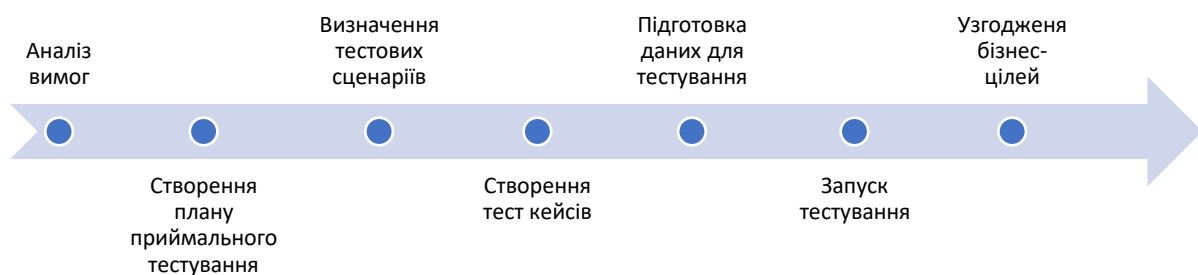 Аналіз
вимог
Створення
плану
приймального
тестування
Визначення
тестових
сценаріїв
Створення
тест кейсів
Підготовка
даних для
тестування
Запуск
тестування
Узгодженя
бізнес-
цілей